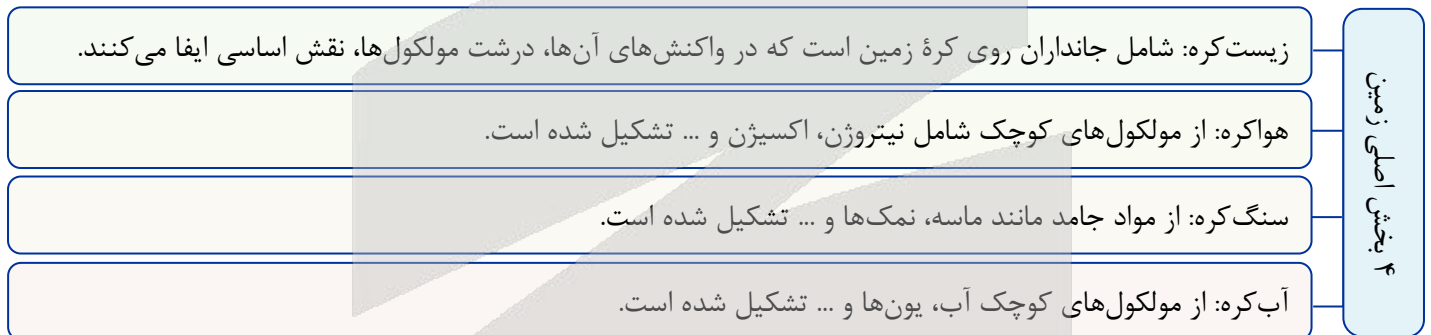 ۴ بخش اصلی زمین
زیست‌کره: شامل جانداران روی کرهٔ زمین است که در واکنش‌های آن‌ها، درشت مولکول‌ها، نقش اساسی ایفا می‌کنند.
هواکره: از مولکول‌های کوچک شامل نیتروژن، اکسیژن و ... تشکیل شده است.
سنگ‌کره: از مواد جامد مانند ماسه، نمک‌ها و ... تشکیل شده است.
آب‌کره: از مولکول‌های کوچک آب، یون‌ها و ... تشکیل شده است.